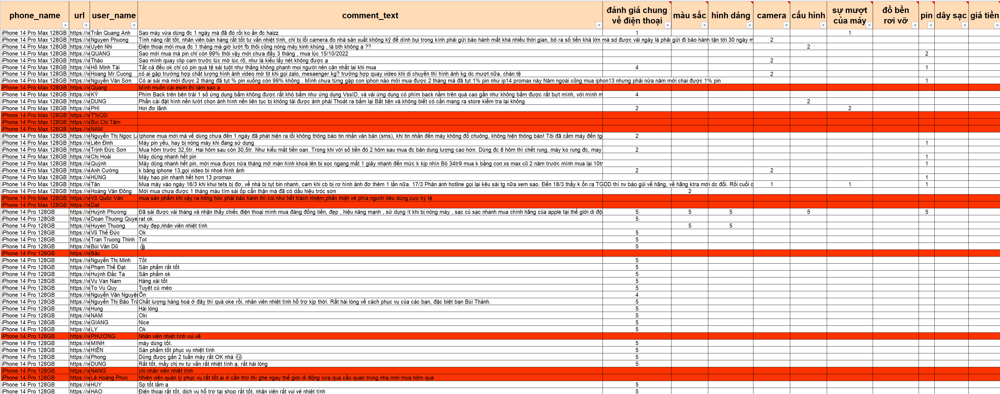 phone_name url user_name comment_text đánh giá chung về điện thoại màu sắc hình dáng camera cấu hình sự mượt của máy đồ bền rơi vỡ pin dây sạc giá tiền
iPhone 14 Pro Max 128GB https://w Trần Quang Anh Sao máy vừa dùng đc 1 ngày mà đã đó rồi ko ấn đc haizz 1 1
iPhone 14 Pro Max 128GB https://w Nguyen Phuong Tính năng rất tốt, nhân viên bán hàng rất tốt tư vấn nhiệt tình, chỉ bị lỗi camera đo nhà sản xuất không kỹ để dính bụi trong kính phải gửi bảo hành mất khá nhiều thời gian, bỏ ra số tiền khá lớn mà sd được vài ngày là phải gửi đi bảo hành tận tới 30 ngày m 2
iPhone 14 Pro Max 128GB https://w Uyên Nhi Điện thoại mới mua đc 1 tháng mà giờ lướt fb thôi cũng nóng máy kinh khủng , là bth không ạ ?? 2
iPhone 14 Pro Max 128GB https://w QUANG Sao mới mua mà pin chỉ còn 99% thôi vậy mới chưa đầy 3 tháng , mua lúc 15/10/2022 2
iPhone 14 Pro Max 128GB https://w Thảo Sao mình quay clip cam trước lúc mờ lúc rõ, như là kiểu lấy nét không được ạ 2
iPhone 14 Pro Max 128GB https://w Hồ Minh Tài Tất cả đều ok chỉ có pin quá tệ sài tuột như thắng không phanh moi người nên cân nhắt lai khi mua 4 1
iPhone 14 Pro Max 128GB https://w Hoang Mr.Cuong có ai gặp trường hợp chất lượng hình ảnh video mờ tịt khi gọi zalo, mesaenger kg? trường hợp quay video khi di chuyển thì hình ảnh kg dc mượt nữa. chán tệ 2
iPhone 14 Pro Max 128GB https://w Nguyễn Văn Sơn Có ai sài mà mới được 2 tháng đã tụt % pin xuống còn 99% không . Mình chưa từng gặp con iphon nào mới mua được 2 tháng mà đã tụt 1% pin như ip14 promax này Năm ngoái cũng mua iphon13 nhưng phải nửa năm mới chai được 1% pin 1
iPhone 14 Pro Max 128GB https://w Quang Mình muốn cài esim thì làm sao ạ
iPhone 14 Pro Max 128GB https://w KỲ Phím Back trên bên trái 1 số ứng dụng bấm không được rất khó bấm như ứng dụng VssID, và vài ứng dụng có phím back nằm trên quá cao gần như không bấm được rất bựt mình, với mình m 4
iPhone 14 Pro Max 128GB https://w DUNG Phần cài đặt hình nền lướt chọn ảnh hình nền liên tục bị không tải được ảnh phải Thoát ra bấm lại Bất tiện và không biết có cần mang ra store kiểm tra lại không 2
iPhone 14 Pro Max 128GB https://w PHI Hơi đơ lãnh 2 2
iPhone 14 Pro Max 128GB https://w T%C0I
iPhone 14 Pro Max 128GB https://w Bùi Chi Tâm
iPhone 14 Pro Max 128GB https://w NAM
iPhone 14 Pro Max 128GB https://w Nguyễn Thị Ngọc La Iphone mua mới mà về dùng chưa đến 1 ngày đã phát hiện ra lỗi không thông báo tin nhắn văn bản (sms), khi tin nhắn đến máy không đổ chuông, không hiện thông báo! Tôi đã cầm máy đến tg 2
iPhone 14 Pro Max 128GB https://w Liên Đinh Máy pin yếu, hay bị nóng máy khi đang sử dụng 1
iPhone 14 Pro Max 128GB https://w Trịnh Đức Sơn Mua hôm trước 32,5tr. Hai hôm sau còn 30,5tr. Như kiểu mất tiền oan. Trong khi với số tiền đó 2 hôm sau mua đc bản dung lượng cao hơn. Dùng đc 8 hôm thì chết rung, máy ko rung đc, may 2
iPhone 14 Pro Max 128GB https://w Chị Hoài Máy dùng nhanh hết pin 1
iPhone 14 Pro Max 128GB https://w Quỳnh Máy dùng nhanh hết pin, mới mua được nửa tháng mở màn hình khoá lên bị sọc ngang mất 1 giây nhanh đến mức k kịp nhìn Bỏ 34tr9 mua k bằng con xs max cũ 2 năm trước mình mua lại 10tr 1
iPhone 14 Pro Max 128GB https://w Anh Cường k bằng iphone 13,gọi video bi nhoè hình ảnh 2 2
iPhone 14 Pro Max 128GB https://w HÙNG Máy hao pin nhanh hết hơn 13 promax 1
iPhone 14 Pro Max 128GB https://w Tân Mua máy vào ngày 16/3 khi khui tets bị đơ, về nhà bị tụt bin nhanh, cam khi cb bị rơ hình ảnh đơ thêm 1 lần nữa. 17/3 Phản ánh hotline gọi lại kêu sài tg nữa xem sao. Đến 18/3 thấy k ổn ra TGDD thì nv báo gủi về hãng, về hãng ktra mới dc đổi. Rồi cuối c 1 1 1
iPhone 14 Pro Max 128GB https://w Hoàng Văn Đông Mới mua chưa được 1 tháng màu tím sài ốp cẩn thận mà đã có dấu hiệu tróc sơn 2
iPhone 14 Pro Max 128GB https://w Vũ Quốc Văn mua sản phẩm khi xảy ra hỏng hóc phải bảo hành thì coi như hết trách nhiệm,phần thiệt về phía người tiêu dùng,cực kỳ tệ
iPhone 14 Pro Max 128GB https://w Dat
iPhone 14 Pro 128GB https://w Huỳnh Phương Đã sài được vài tháng và nhận thấy chiếc điện thoại mình mua đáng đồng tiền, đẹp , hiệu năng mạnh , sử dụng ít khi bị nóng máy , sạc củ sạc nhanh mua chính hãng của apple tại thế giới di độ 5 5 5 5 5
iPhone 14 Pro 128GB https://w Doan Thuong Quye rat ok 5
iPhone 14 Pro 128GB https://w Huyen Thuong máy đẹp,nhân viên nhiệt tình 5 5
iPhone 14 Pro 128GB https://w Vũ Thế Đức Ok 5
iPhone 14 Pro 128GB https://w Tran Truong Thinh Tot 5
iPhone 14 Pro 128GB https://w Bùi Văn Dũ 👍 5
iPhone 14 Pro 128GB https://w Bắc .
iPhone 14 Pro 128GB https://w Nguyễn Thị Minh Tốt 5
iPhone 14 Pro 128GB https://w Phạm Thế Đạt Sản phẩm rất tốt 5
iPhone 14 Pro 128GB https://w Huỳnh Đắc Ta Sản phẩm ok 5
iPhone 14 Pro 128GB https://w Vu Van Nam Hàng xài tốt 5
iPhone 14 Pro 128GB https://w To Vu Quy Tuyệt cú mèo 5
iPhone 14 Pro 128GB https://w Nguyễn Văn Nguyện Ổn 4
iPhone 14 Pro 128GB https://w Nguyễn Thị Bảo Trâ Chất lượng hàng hoá ở đây thì quá oke rồi, nhân viên nhiệt tình hỗ trợ kịp thời. Rất hài lòng về cách phục vụ của các bạn, đặc biệt bạn Bùi Thành. 5
iPhone 14 Pro 128GB https://w Hung Hài lòng 5
iPhone 14 Pro 128GB https://w NAM Oki 5
iPhone 14 Pro 128GB https://w GIANG Nice 5
iPhone 14 Pro 128GB https://w LY Ok 5
iPhone 14 Pro 128GB https://w PHƯƠNG Nhân viên nhiệt tình vui vẽ
iPhone 14 Pro 128GB https://w MINH máy dùng tốt. 5
iPhone 14 Pro 128GB https://w HIỀN Sản phẩm tốt phục vụ nhiệt tình 5
iPhone 14 Pro 128GB https://w Phong Dùng được gần 2 tuần máy rất OK nhá 😘 5
iPhone 14 Pro 128GB https://w DUNG Rất tốt, mấy chị nv tư vấn rất nhiệt tình ạ, rất hài lòng 5
iPhone 14 Pro 128GB https://w NANG chi nhân viên nhiệt tình
iPhone 14 Pro 128GB https://w Lê Hoàng Phúc Nhiên viên quản lý phục vụ rất tốt.ai ở cần thơ thì ghé ngay thế giới di động vừa qua cầu quan trung nha.mới mua hôm qua
iPhone 14 Pro 128GB https://w HUY Sp tốt lắm ạ 5
iPhone 14 Pro 128GB https://w HAO Điện thoại rất tốt, dịch vụ hổ trợ tại shop rất tốt, nhân viên rất vui vẻ nhiệt tình 5